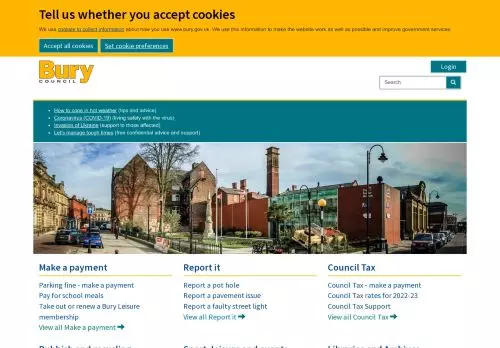 Tell us whether you accept cookies
We use cookies to collect information about how you use www.bury.gov.uk. We use this information to make the website work as well as possible and improve government services.
Accept all cookies
Set cookie preferences
Bury
COUNCIL
Login
Search
How to cope in hot weather (tips and advice)
Coronavirus (COVID-19) (living safely with the virus)
Invasion of Ukraine (support to those affected)
Let's manage tough times (free confidential advice and support)
Make a payment
Report it
Council Tax
Parking fine - make a payment
Report a pot hole
Council Tax - make a payment
Pay for school meals
Report a pavement issue
Council Tax rates for 2022-23
Take out or renew a Bury Leisure
Report a faulty street light
Council Tax Support
membership
View all Report it
View all Council Tax
View all Make a payment